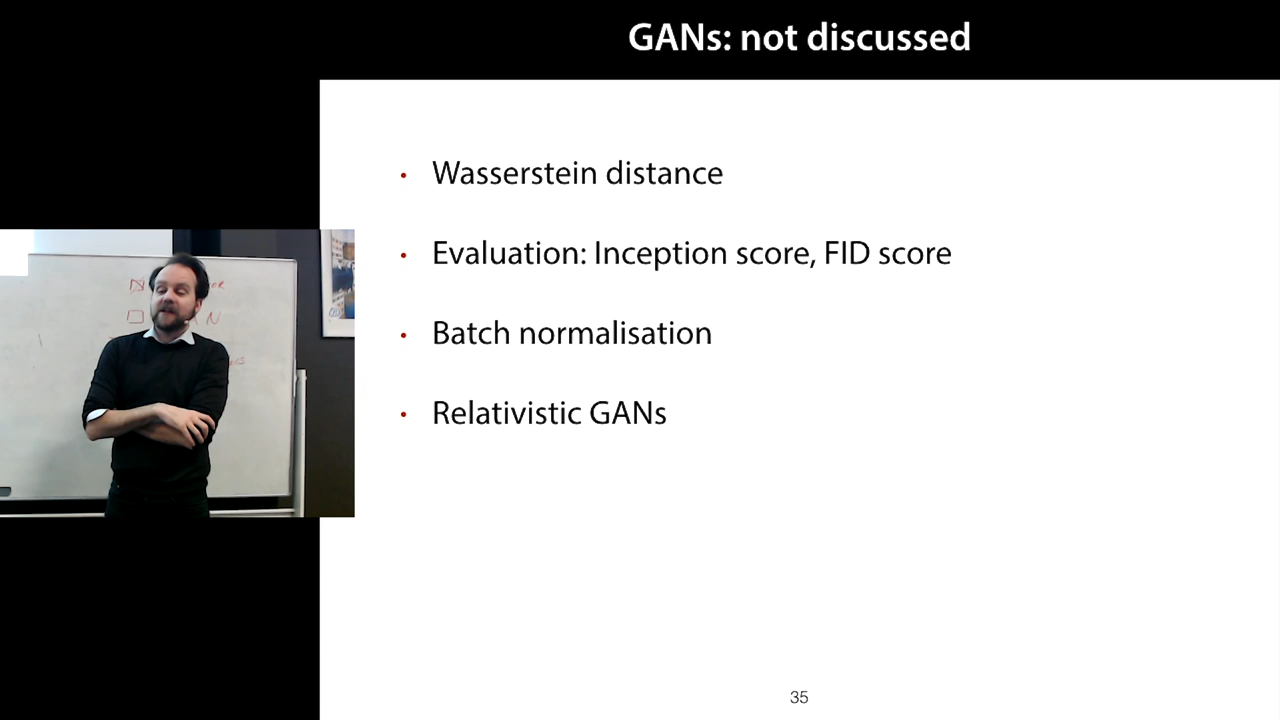 GANs: not discussed
• Wasserstein distance
• Evaluation: Inception score, FID score
• Batch normalisation
• Relativistic GANs
35